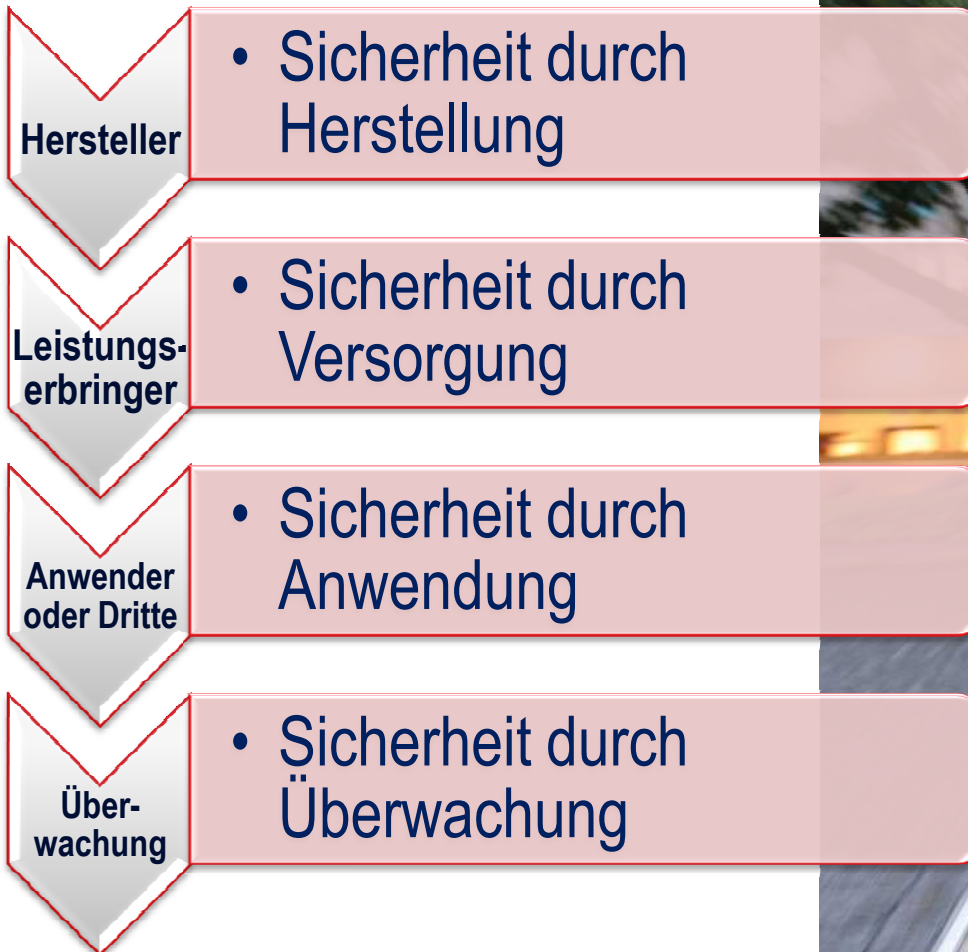 Hersteller
• Sicherheit durch
Herstellung
Leistungs-
erbringer
• Sicherheit durch
Versorgung
Anwender
oder Dritte
• Sicherheit durch
Anwendung
Über-
wachung
• Sicherheit durch
Überwachung